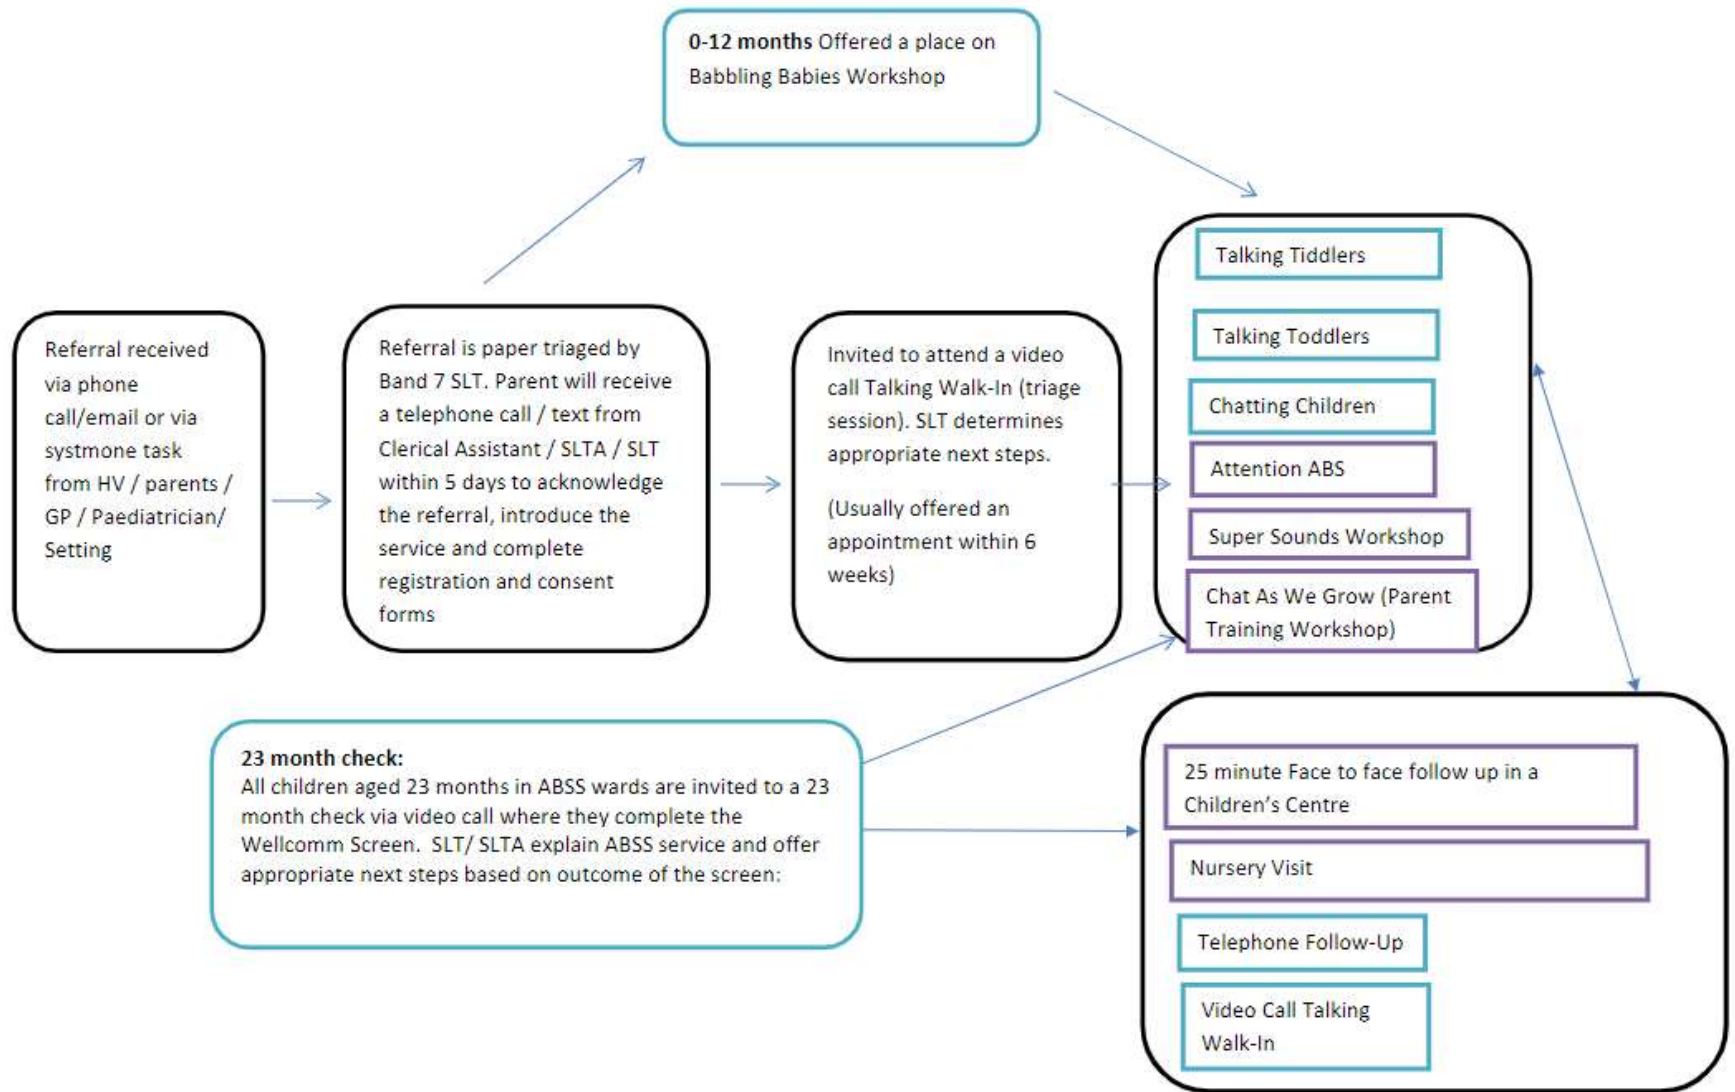 0-12 months Offered a place on
Babbling Babies Workshop
Referral received
via phone
call/email or via
systmone task
from HV / parents /
GP / Paediatrician/
Setting
Referral is paper triaged by
Band 7 SLT. Parent will receive
a telephone call / text from
Clerical Assistant / SLTA / SLT
within 5 days to acknowledge
the referral, introduce the
service and complete
registration and consent
forms
Invited to attend a video
call Talking Walk-In (triage
session). SLT determines
appropriate next steps.
(Usually offered an
appointment within 6
weeks)
Talking Tiddlers
Talking Toddlers
Chatting Children
Attention ABS
Super Sounds Workshop
Chat As We Grow (Parent
Training Workshop)
23 month check:
All children aged 23 months in ABSS wards are invited to a 23
month check via video call where they complete the
Wellcomm Screen.  SLT/ SLTA explain ABSS service and offer
appropriate next steps based on outcome of the screen:
25 minute Face to face follow up in a
Children’s Centre
Nursery Visit
Telephone Follow-Up
Video Call Talking
Walk-In